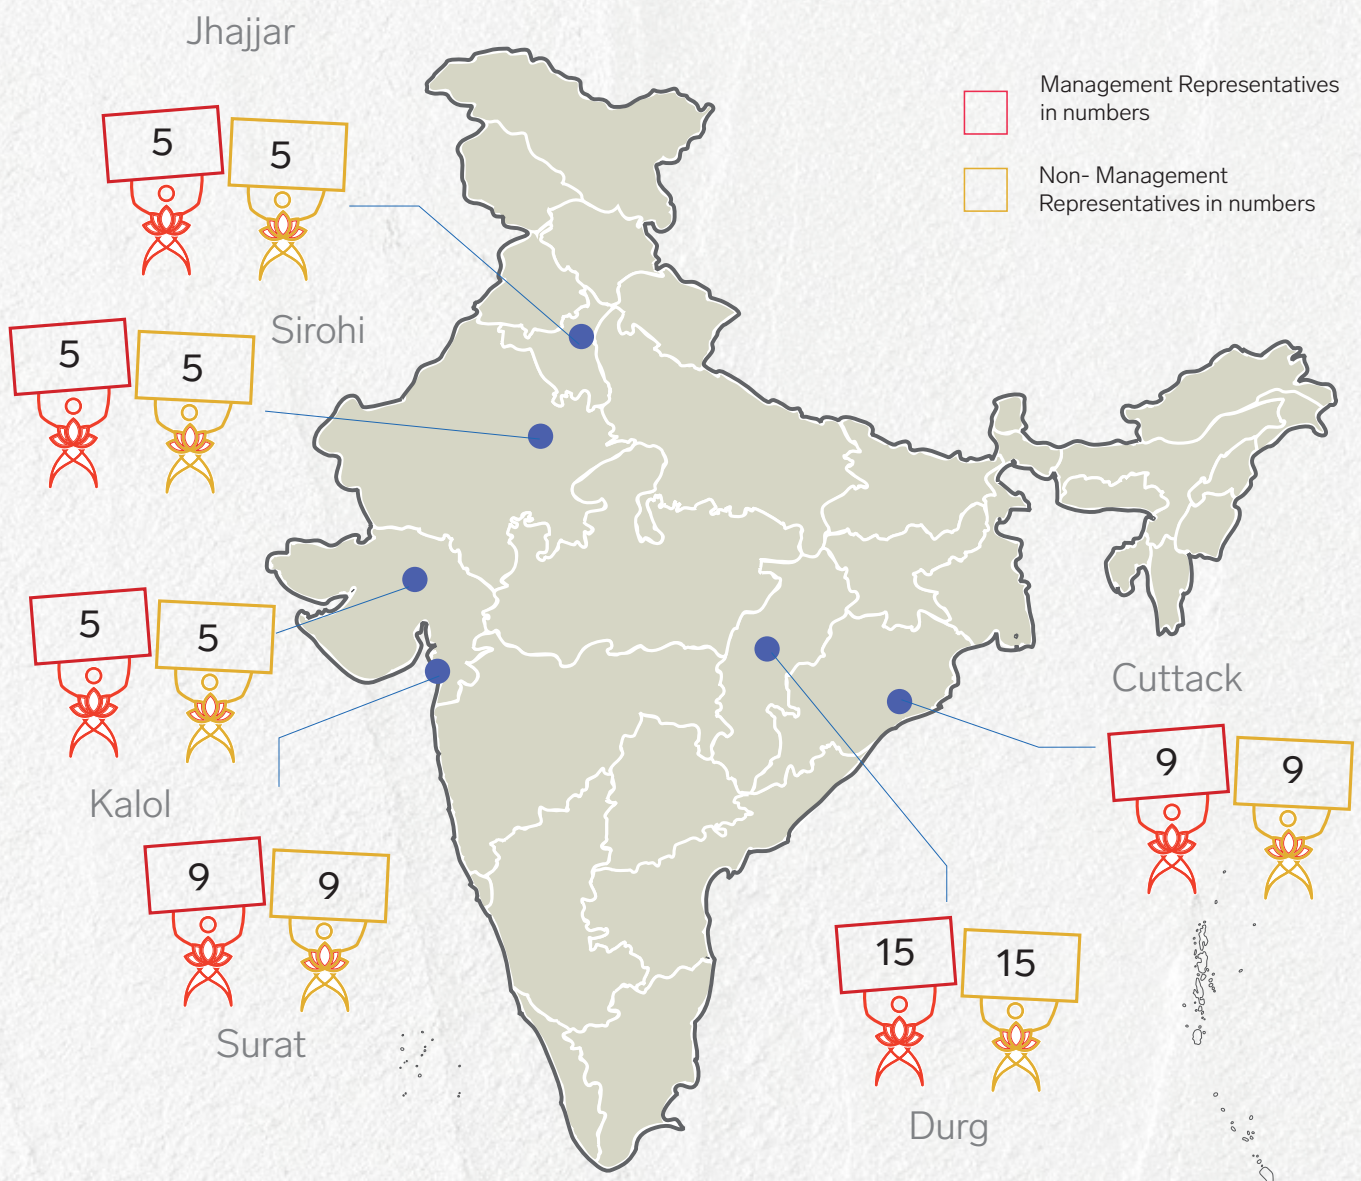 Jhajjar
Management Representatives
in numbers
5
5
Non- Management
Representatives in numbers
Sirohi
5
5
5
5
Kalol
Cuttack
9
9
9
9
Surat
15
15
Durg